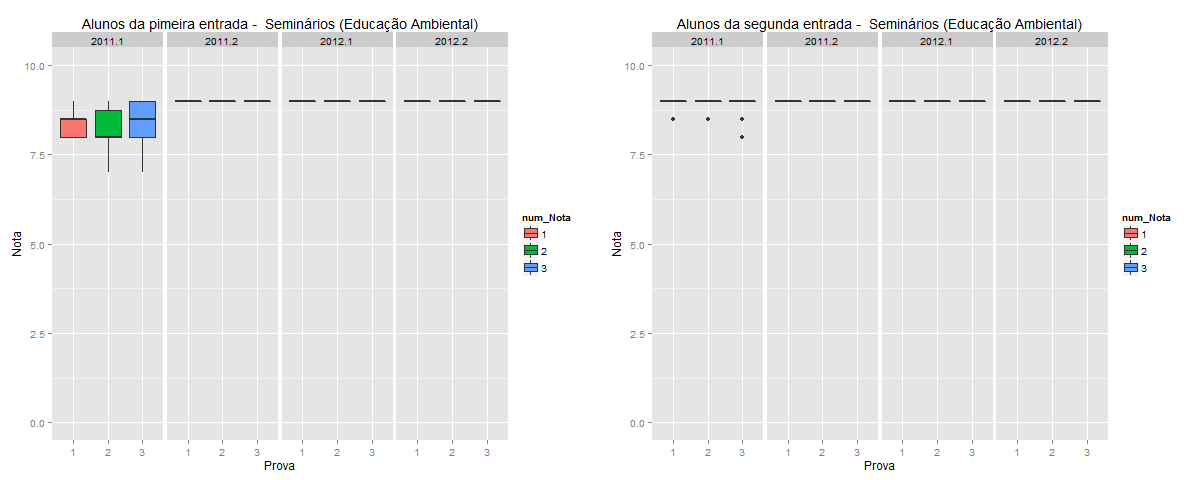 Alunos da pimeira entrada -  Seminários (Educação Ambiental)
2011.1 2011.2 2012.1 2012.2
10.0
7.5
5.0
2.5
0.0
Nota
1 2 3 1 2 3 1 2 3 1 2 3
Prova
num_Nota
1
2
3
Alunos da segunda entrada -  Seminários (Educação Ambiental)
2011.1 2011.2 2012.1 2012.2
10.0
7.5
5.0
2.5
0.0
Nota
1 2 3 1 2 3 1 2 3 1 2 3
Prova
num_Nota
1
2
3